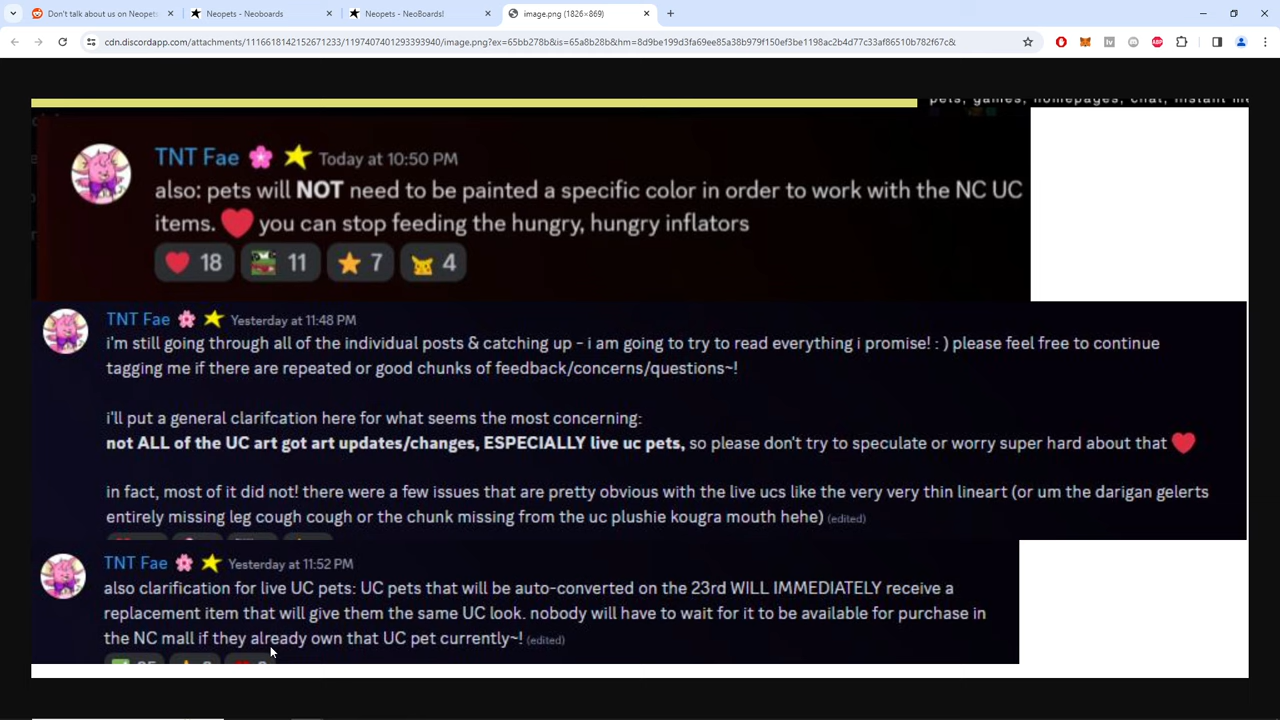 Don't talk about us on Neopets
Neopets - Neoboards
Neopets - NeoBoards!
image.png (1826×869)
cdn.discordapp.com/attachments/1116618142152671233/1197407401293393940/image.png?ex=65bb278b&is=65a8b28b&hm=8d9be199d3fa69ee85a38b979f150ef3be1198ac2b4d77c33af86510b782f67c&
pets, games, homepages, chat, instant me
TNT Fae Today at 10:50 PM
also: pets will NOT need to be painted a specific color in order to work with the NC UC
items. ❤️ you can stop feeding the hungry, hungry inflators
18 11 7 4
TNT Fae Yesterday at 11:48 PM
i'm still going through all of the individual posts & catching up - i am going to try to read everything i promise! : ) please feel free to continue
tagging me if there are repeated or good chunks of feedback/concerns/questions~!
i'll put a general clarifcation here for what seems the most concerning:
not ALL of the UC art got art updates/changes, ESPECIALLY live uc pets, so please don't try to speculate or worry super hard about that ❤️
in fact, most of it did not! there were a few issues that are pretty obvious with the live ucs like the very very thin lineart (or um the darigan gelerts
entirely missing leg cough cough or the chunk missing from the uc plushie kougra mouth hehe) (edited)
TNT Fae Yesterday at 11:52 PM
also clarification for live UC pets: UC pets that will be auto-converted on the 23rd WILL IMMEDIATELY receive a
replacement item that will give them the same UC look. nobody will have to wait for it to be available for purchase in
the NC mall if they already own that UC pet currently~! (edited)